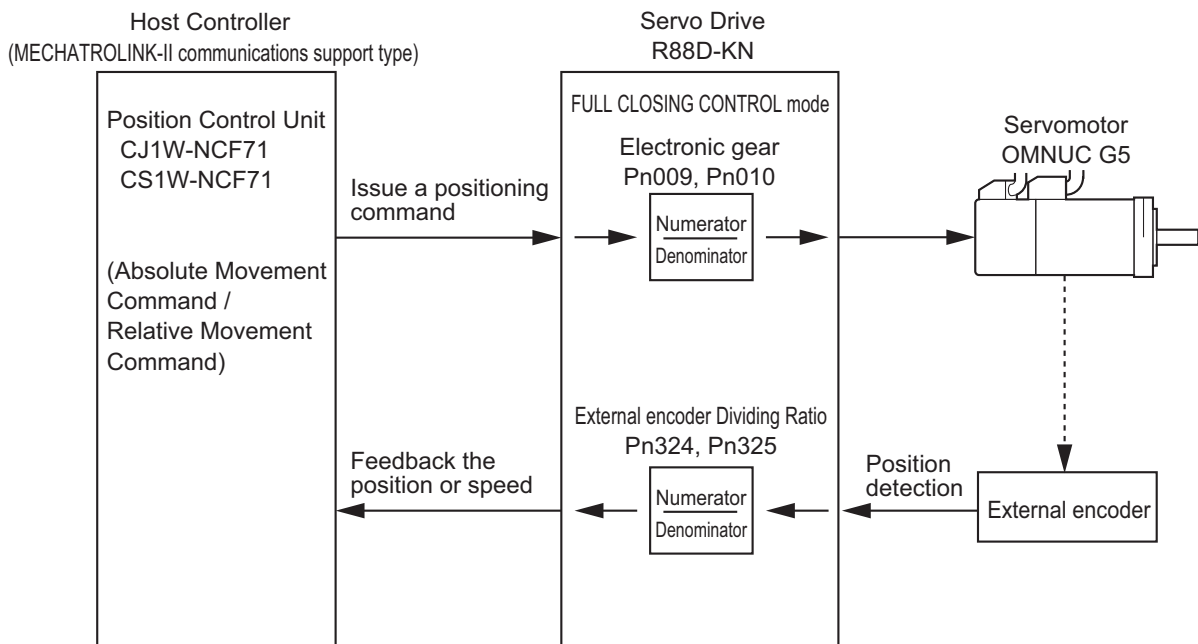 Host Controller
(MECHATROLINK-II communications support type)
Servo Drive
R88D-KN
Position Control Unit
CJ1W-NCF71
CS1W-NCF71
(Absolute Movement
Command /
Relative Movement
Command)
Issue a positioning
command
FULL CLOSING CONTROL mode
Electronic gear
Pn009, Pn010
Numerator
Denominator
Servomotor
OMNUC G5
Feedback the
position or speed
External encoder Dividing Ratio
Pn324, Pn325
Numerator
Denominator
Position
detection
External encoder